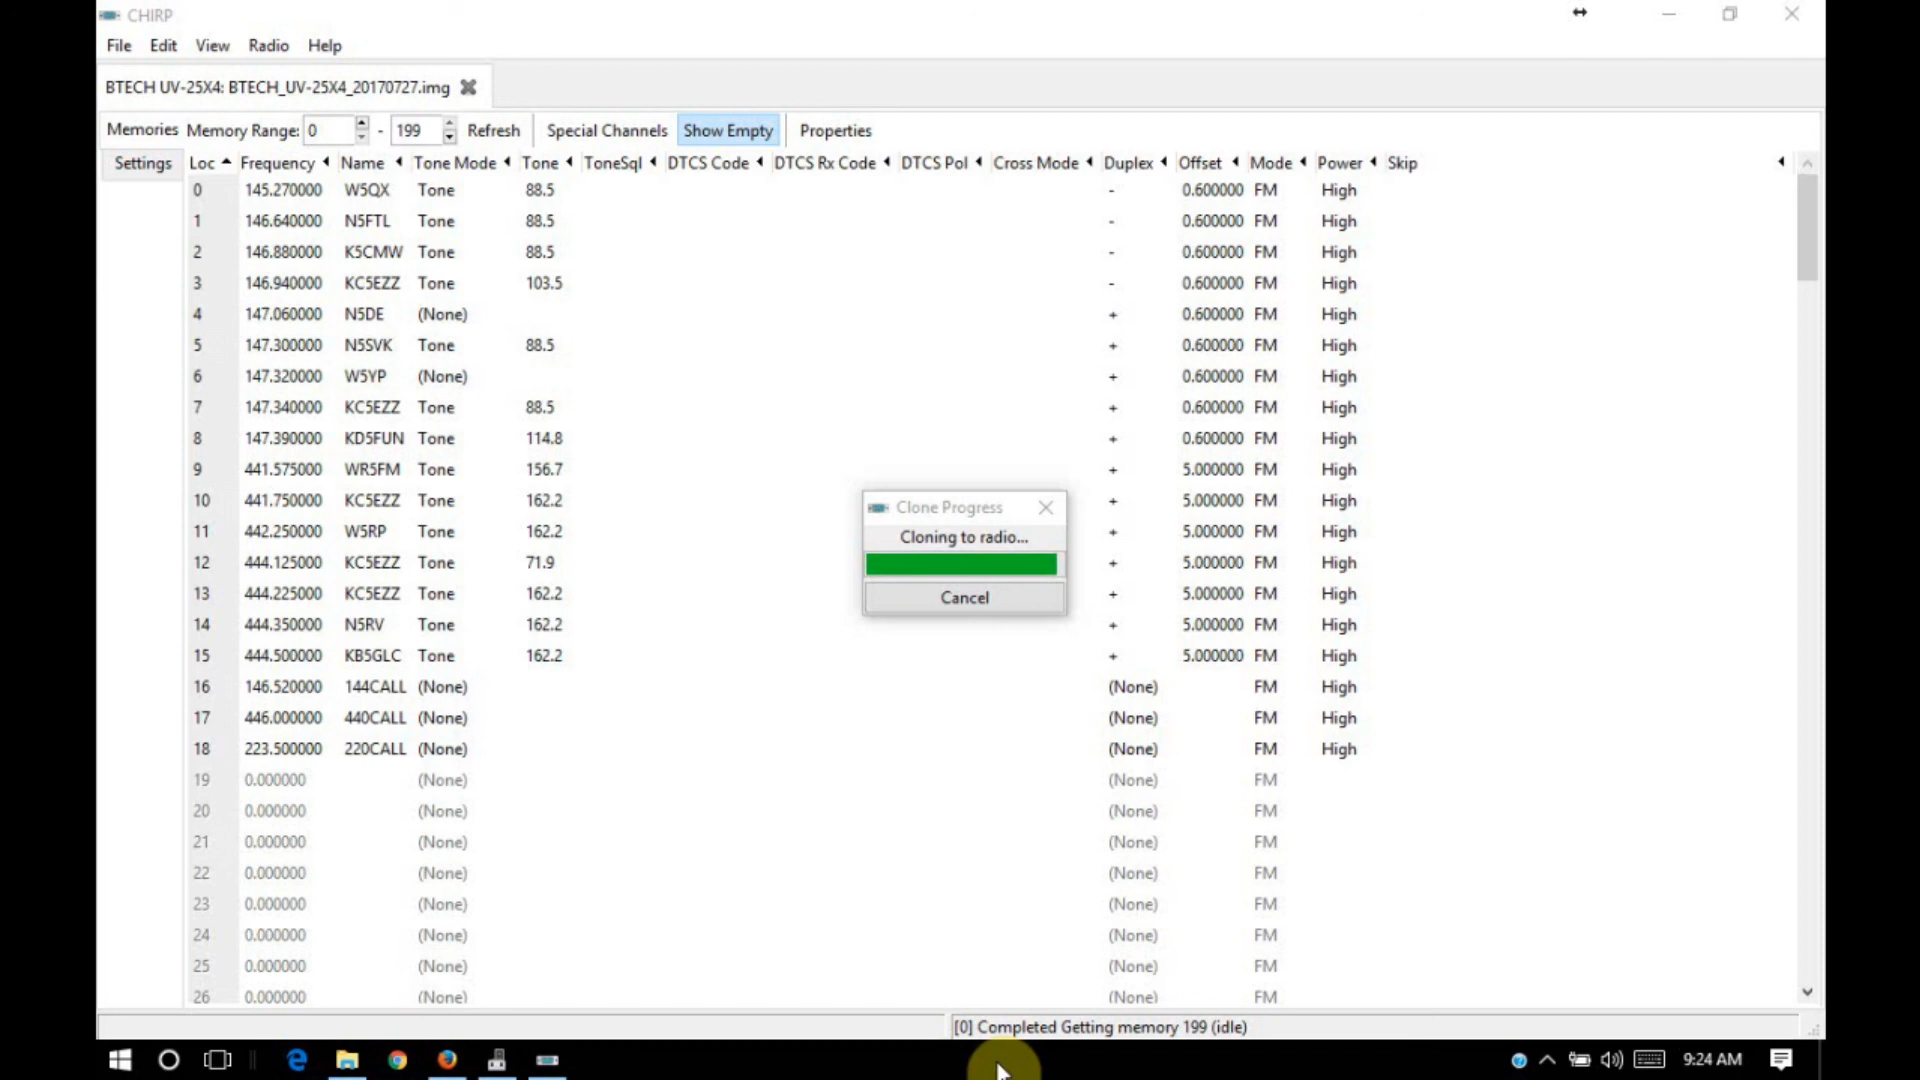 CHIRP
File Edit View Radio Help
BTECH UV-25X4: BTECH_UV-25X4_20170727.img
Memories Memory Range: 0 - 199 Refresh Special Channels Show Empty Properties
Settings Loc Frequency Name Tone Mode Tone ToneSql DTCS Code DTCS Rx Code DTCS Pol Cross Mode Duplex Offset Mode Power Skip
0 145.270000 W5QX Tone 88.5 - 0.600000 FM High
1 146.640000 N5FTL Tone 88.5 - 0.600000 FM High
2 146.880000 K5CMW Tone 88.5 - 0.600000 FM High
3 146.940000 KC5EZZ Tone 103.5 - 0.600000 FM High
4 147.060000 N5DE (None) + 0.600000 FM High
5 147.300000 N5SVK Tone 88.5 + 0.600000 FM High
6 147.320000 W5YP (None) + 0.600000 FM High
7 147.340000 KC5EZZ Tone 88.5 + 0.600000 FM High
8 147.390000 KD5FUN Tone 114.8 + 0.600000 FM High
9 441.575000 WR5FM Tone 156.7 + 5.000000 FM High
10 441.750000 KC5EZZ Tone 162.2 + 5.000000 FM High
11 442.250000 W5RP Tone 162.2 + 5.000000 FM High
12 444.125000 KC5EZZ Tone 71.9 + 5.000000 FM High
13 444.225000 KC5EZZ Tone 162.2 + 5.000000 FM High
14 444.350000 N5RV Tone 162.2 + 5.000000 FM High
15 444.500000 KB5GLC Tone 162.2 + 5.000000 FM High
16 146.520000 144CALL (None) (None) FM High
17 446.000000 440CALL (None) (None) FM High
18 223.500000 220CALL (None) (None) FM High
19 0.000000 (None) (None) FM
20 0.000000 (None) (None) FM
21 0.000000 (None) (None) FM
22 0.000000 (None) (None) FM
23 0.000000 (None) (None) FM
24 0.000000 (None) (None) FM
25 0.000000 (None) (None) FM
26 0.000000 (None) (None) FM
Clone Progress
Cloning to radio...
Cancel
[0] Completed Getting memory 199 (idle)
9:24 AM